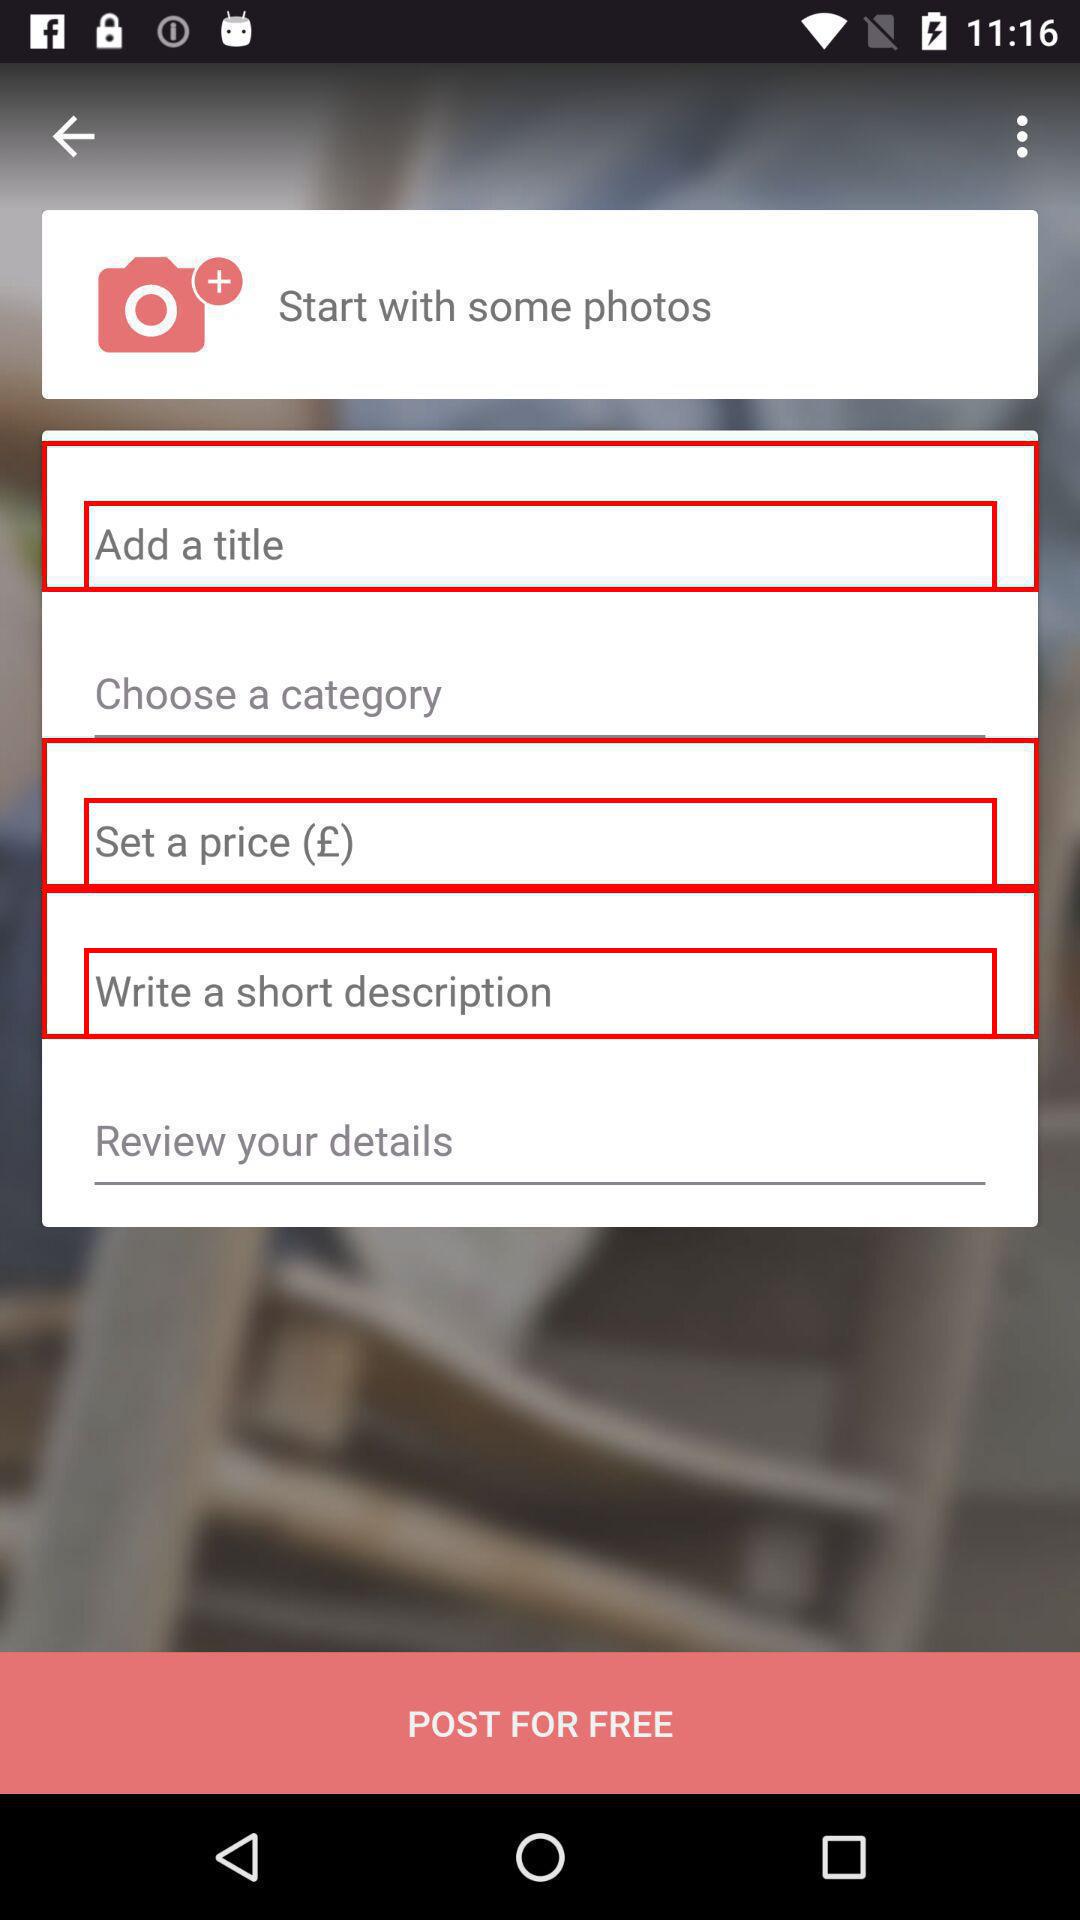 11:16
Start with some photos
Add a title
Choose a category
Set a price (£)
Write a short description
Review your details
POST FOR FREE